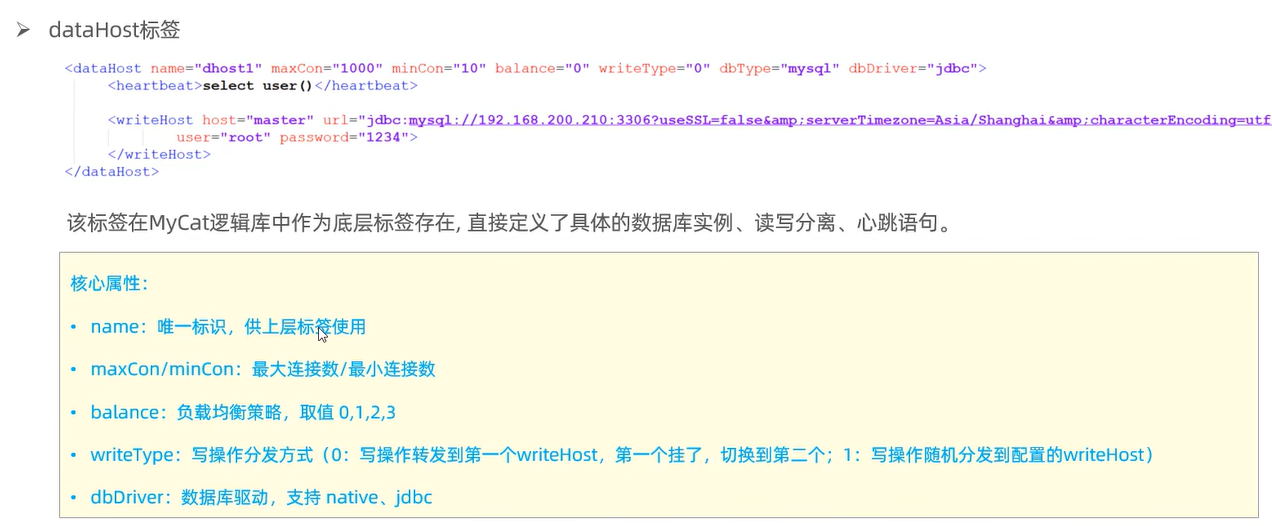 ➢ dataHost标签
<dataHost name="dhost1" maxCon="1000" minCon="10" balance="0" writeType="0" dbType="mysql" dbDriver="jdbc">
<heartbeat>select user()</heartbeat>
<writeHost host="master" url="jdbc:mysql://192.168.200.210:3306?useSSL=false&amp;serverTimezone=Asia/Shanghai&amp;characterEncoding=utf
user="root" password="1234">
</writeHost>
</dataHost>
该标签在MyCat逻辑库中作为底层标签存在, 直接定义了具体的数据库实例、读写分离、心跳语句。
核心属性：
• name：唯一标识，供上层标签使用
• maxCon/minCon：最大连接数/最小连接数
• balance：负载均衡策略，取值 0,1,2,3
• writeType：写操作分发方式（0：写操作转发到第一个writeHost，第一个挂了，切换到第二个；1：写操作随机分发到配置的writeHost）
• dbDriver：数据库驱动，支持 native、jdbc